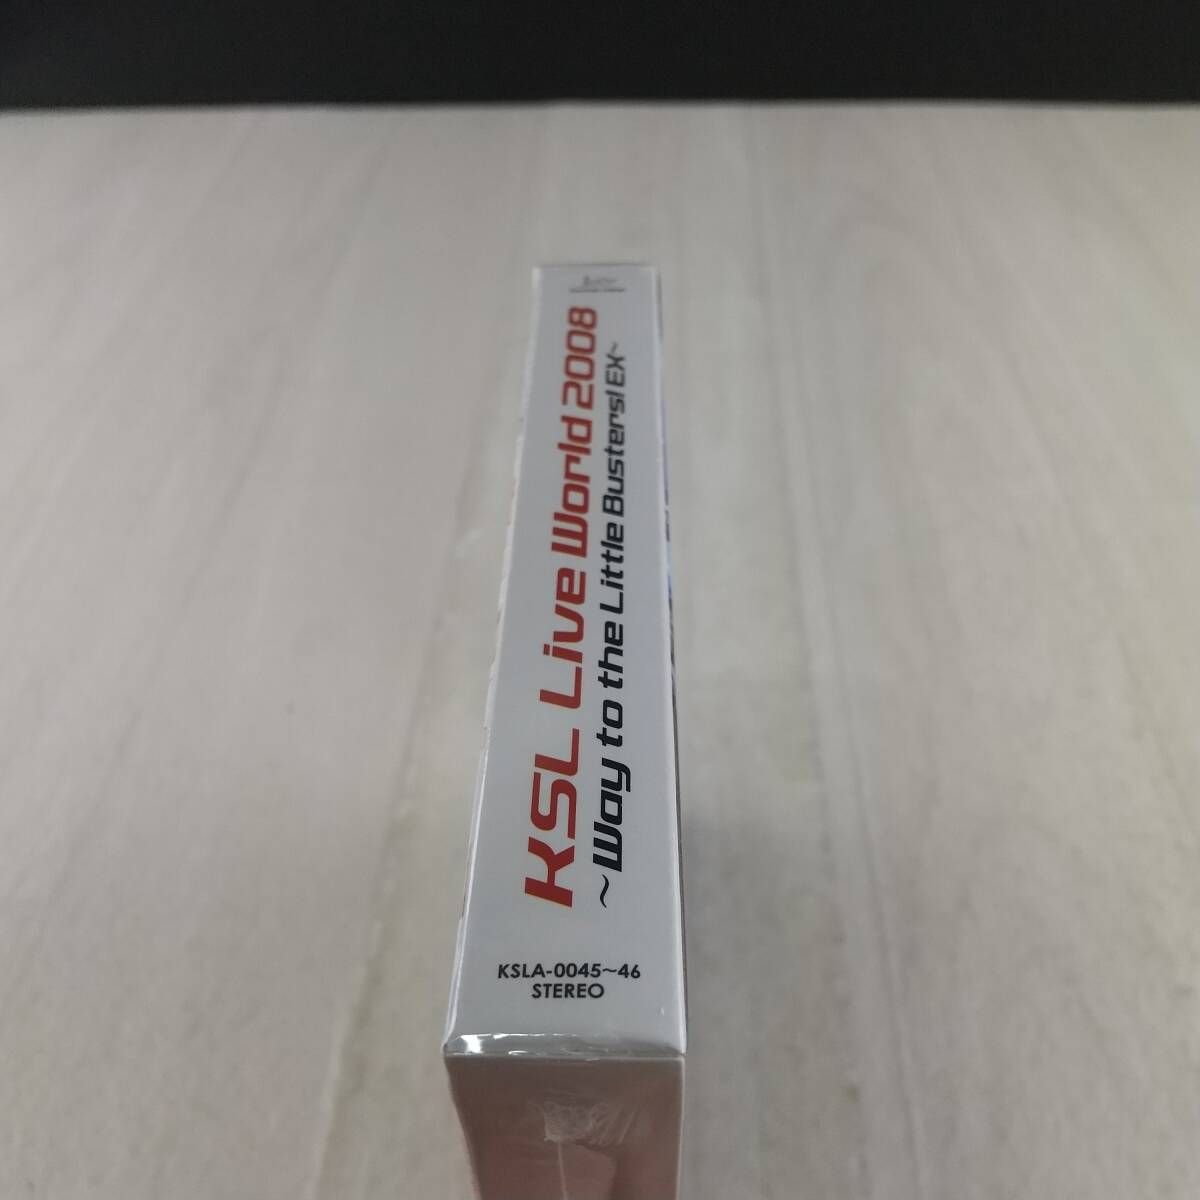 KSL Live World 2008
~Way to the Little Busters! EX~
KSLA-0045~46
STEREO